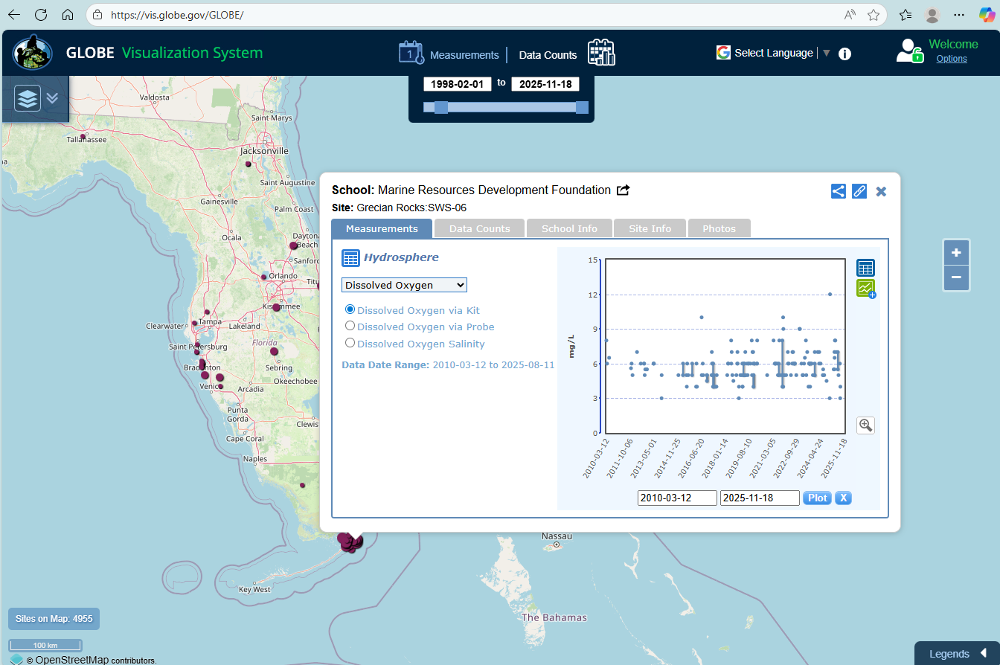 https://vis.globe.gov/GLOBE/
GLOBE Visualization System
1
Measurements
Data Counts
Select Language
Welcome
Options
1998-02-01 to 2025-11-18
Valdosta
Saint Marys
Tallahassee
Jacksonville
Saint Augustine
Gainesville
Palm Coast
Ocala
Daytona
Beach
Sanford
Orlando
Titu
Kissimmee
Clearwater
Tampa
Lakeland
Saint Petersburg
Florida
Bradenton
Sebring
Okeechobee
Venice
Arcadia
Punta
Gorda
Clewis
Cape Coral
Naples
Key West
Nassau
The Bahamas
School: Marine Resources Development Foundation
Site: Grecian Rocks:SWS-06
Measurements
Data Counts
School Info
Site Info
Photos
Hydrosphere
Dissolved Oxygen
Dissolved Oxygen via Kit
Dissolved Oxygen via Probe
Dissolved Oxygen Salinity
Data Date Range: 2010-03-12 to 2025-08-11
mg/L
15
12
9
6
3
0
2010-03-12
2011-10-06
2013-05-01
2014-11-25
2016-06-20
2018-01-14
2019-08-10
2021-03-05
2022-09-29
2024-04-24
2025-11-18
2010-03-12
2025-11-18
Plot
X
+
−
Sites on Map: 4955
100 km
© OpenStreetMap contributors.
Legends